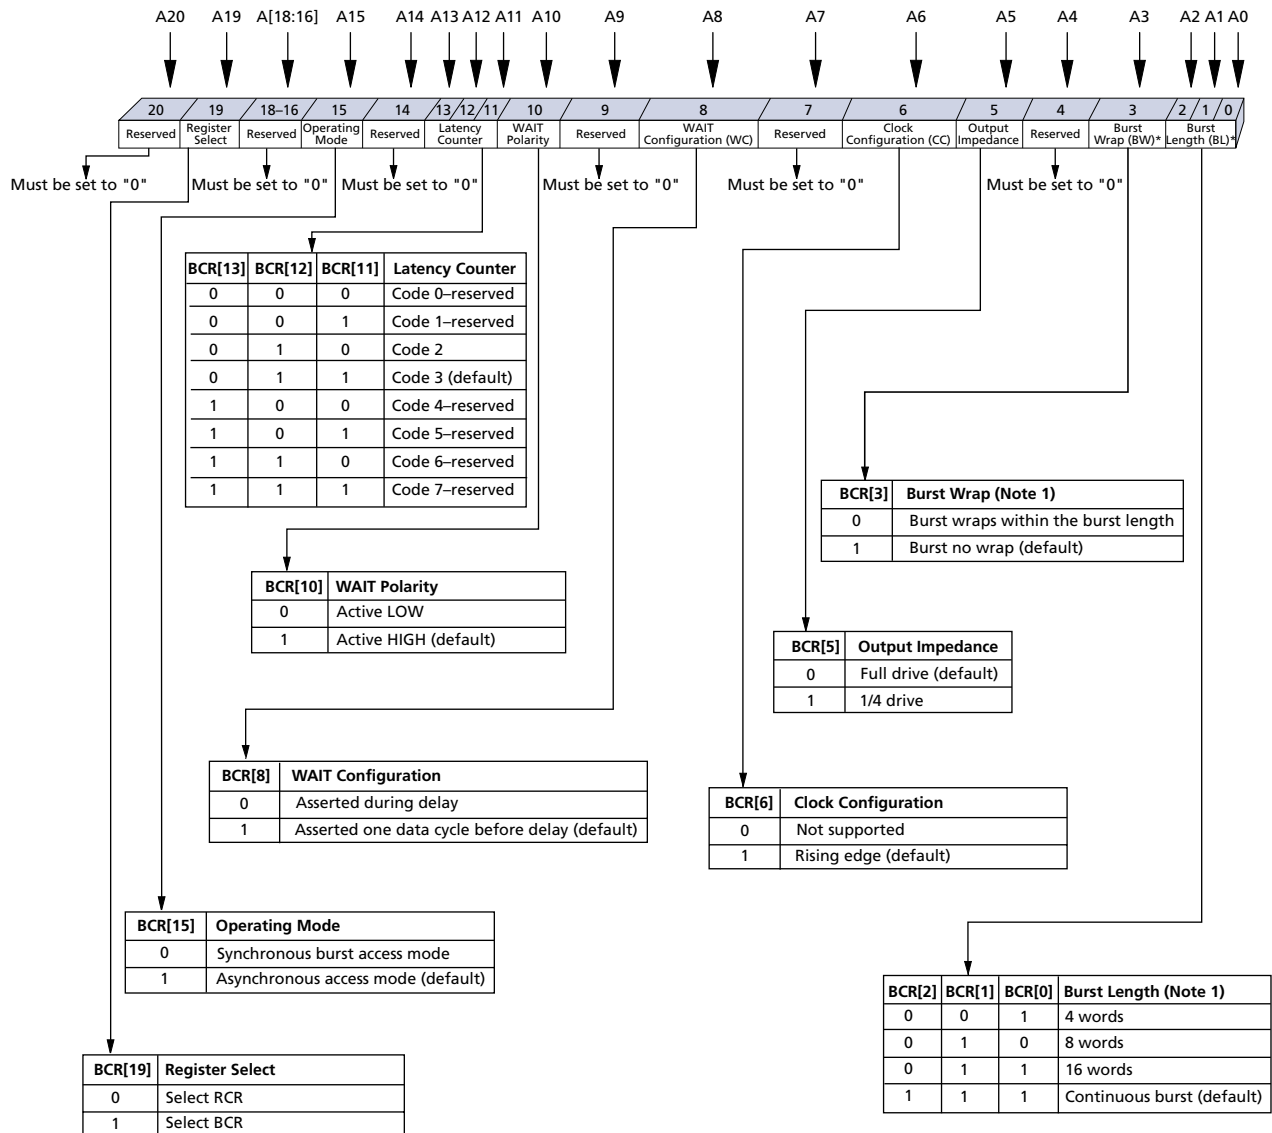 A20 A19 A[18:16] A15 A14 A13 A12 A11 A10 A9 A8 A7 A6 A5 A4 A3 A2 A1 A0
20 19 18–16 15 14 13 12 11 10 9 8 7 6 5 4 3 2 1 0
Reserved
Register
Select
Reserved
Operating
Mode
Reserved
Latency
Counter
WAIT
Polarity
Reserved
WAIT
Configuration (WC)
Reserved
Clock
Configuration (CC)
Output
Impedance
Reserved
Burst
Wrap (BW)*
Burst
Length (BL)*
Must be set to "0" Must be set to "0" Must be set to "0" Must be set to "0" Must be set to "0" Must be set to "0"
BCR[13] BCR[12] BCR[11] Latency Counter
0 0 0 Code 0–reserved
0 0 1 Code 1–reserved
0 1 0 Code 2
0 1 1 Code 3 (default)
1 0 0 Code 4–reserved
1 0 1 Code 5–reserved
1 1 0 Code 6–reserved
1 1 1 Code 7–reserved
BCR[3] Burst Wrap (Note 1)
0 Burst wraps within the burst length
1 Burst no wrap (default)
BCR[10] WAIT Polarity
0 Active LOW
1 Active HIGH (default)
BCR[5] Output Impedance
0 Full drive (default)
1 1/4 drive
BCR[8] WAIT Configuration
0 Asserted during delay
1 Asserted one data cycle before delay (default)
BCR[6] Clock Configuration
0 Not supported
1 Rising edge (default)
BCR[15] Operating Mode
0 Synchronous burst access mode
1 Asynchronous access mode (default)
BCR[2] BCR[1] BCR[0] Burst Length (Note 1)
0 0 1 4 words
0 1 0 8 words
0 1 1 16 words
1 1 1 Continuous burst (default)
BCR[19] Register Select
0 Select RCR
1 Select BCR